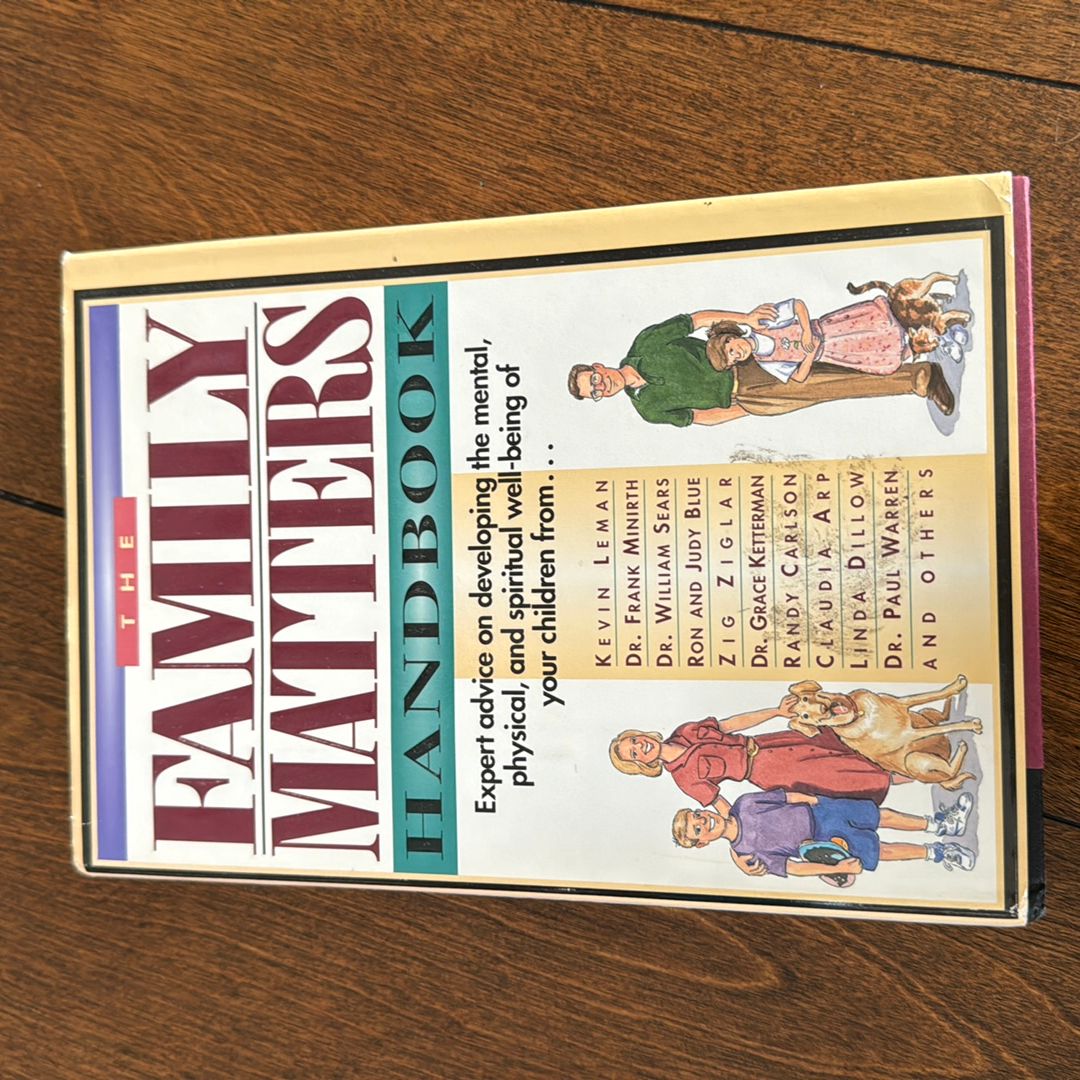 THE
FAMILY
MATTERS
HANDBOOK
Expert advice on developing the mental,
physical, and spiritual well-being of
your children from. . .
KEVIN LEMAN
DR. FRANK MINIRTH
DR. WILLIAM SEARS
RON AND JUDY BLUE
ZIG ZIGLAR
DR. GRACE KETTERMAN
RANDY CARLSON
CLAUDIA ARP
LINDA DILLOW
DR. PAUL WARREN
AND OTHERS